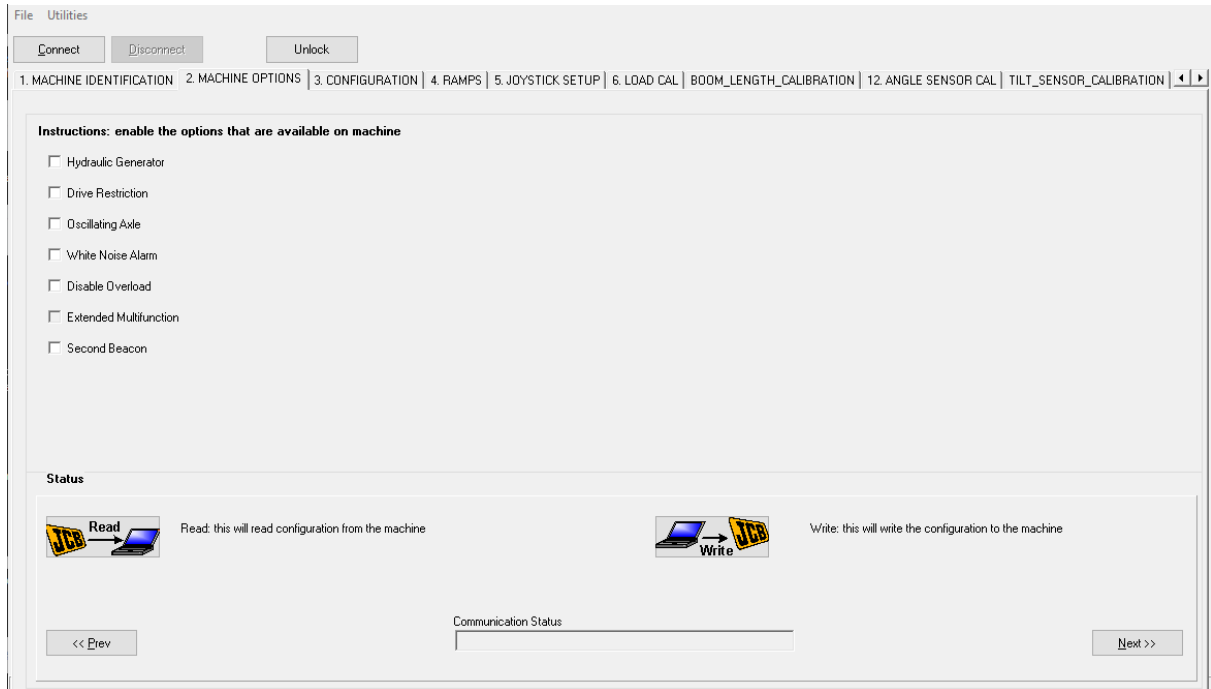 File Utilities
Connect Disconnect Unlock
1. MACHINE IDENTIFICATION 2. MACHINE OPTIONS 3. CONFIGURATION 4. RAMPS 5. JOYSTICK SETUP 6. LOAD CAL BOOM_LENGTH_CALIBRATION 12. ANGLE SENSOR CAL TILT_SENSOR_CALIBRATION
Instructions: enable the options that are available on machine
Hydraulic Generator
Drive Restriction
Oscillating Axle
White Noise Alarm
Disable Overload
Extended Multifunction
Second Beacon
Status
JCB Read Read: this will read configuration from the machine Write JCB Write: this will write the configuration to the machine
Communication Status
<< Prev Next >>